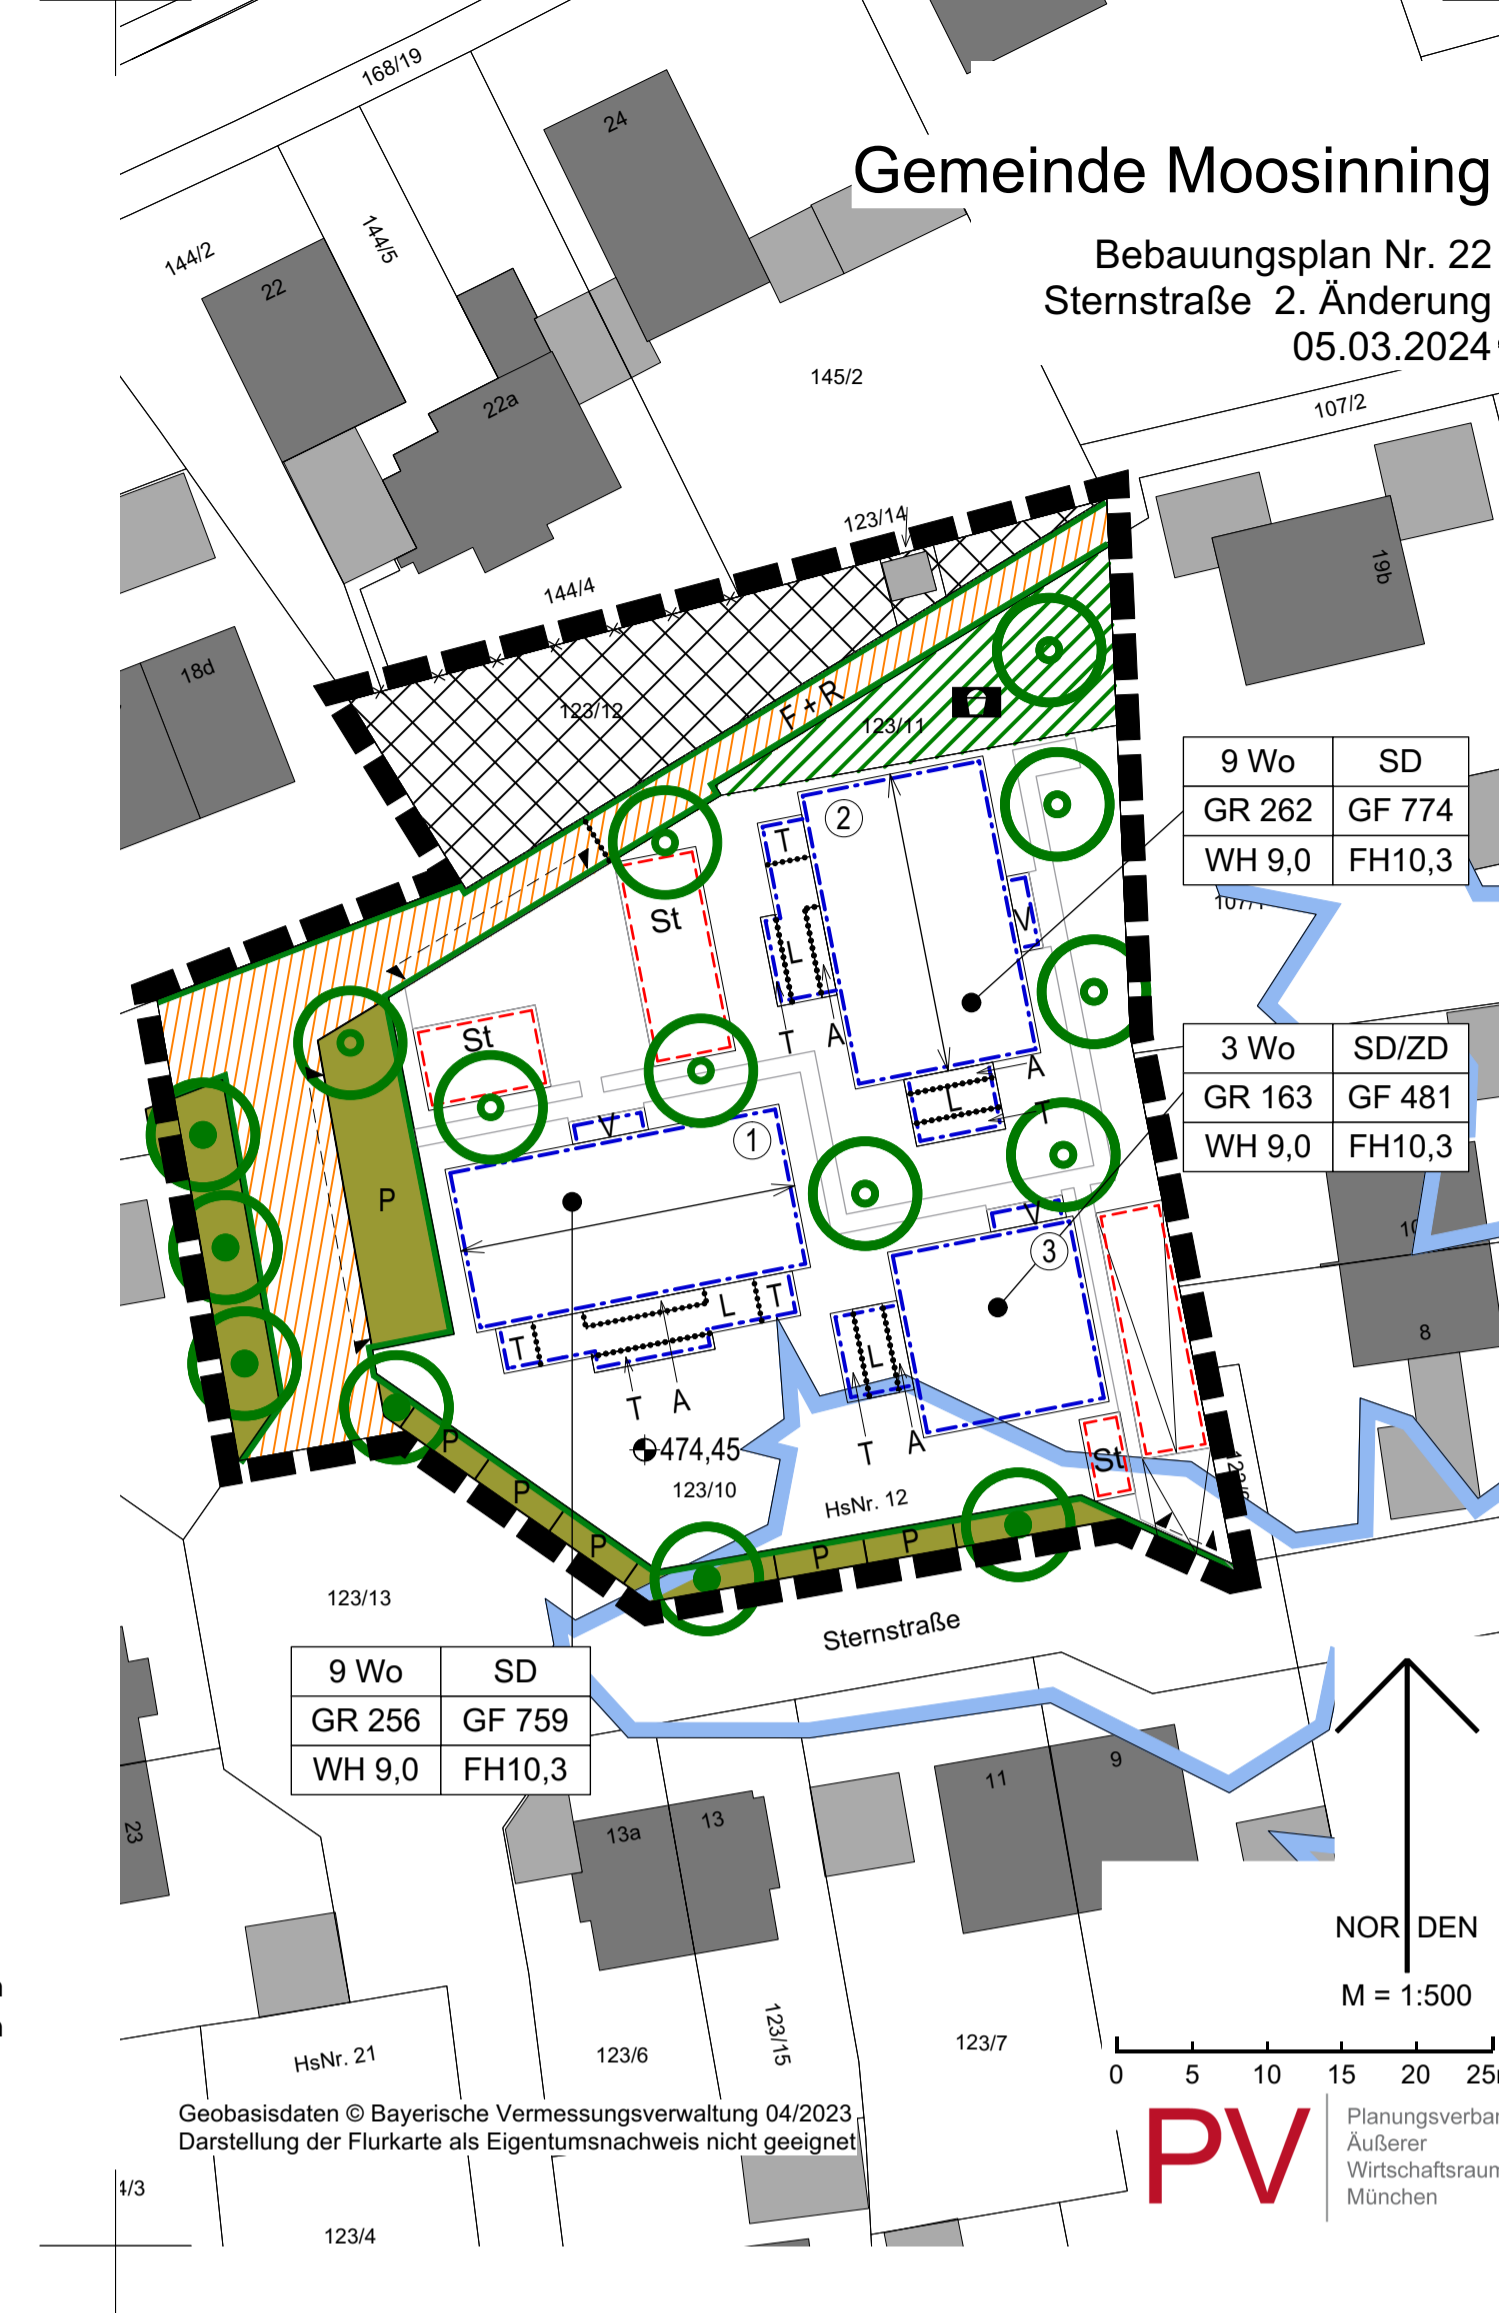 168/19
24
Gemeinde Moosinning
144/2
144/5
22
Bebauungsplan Nr. 22
Sternstraße 2. Änderung
05.03.2024
145/2
22a
107/2
123/14
19b
144/4
18d
123/12
F + R
123/11
9 Wo SD
GR 262 GF 774
WH 9,0 FH10,3
2
T
V
L
St
St
T A
A
L
T
3 Wo SD/ZD
GR 163 GF 481
WH 9,0 FH10,3
V
1
P
V
3
10
8
L T
T
L
T A
T A
474,45
123/10
HsNr. 12
St
P
P
P
P
P
123/13
Sternstraße
9 Wo SD
GR 256 GF 759
WH 9,0 FH10,3
23
13a
13
11
9
NORDEN
M = 1:500
HsNr. 21
123/6
123/15
123/7
0 5 10 15 20
Geobasisdaten © Bayerische Vermessungsverwaltung 04/2023
Darstellung der Flurkarte als Eigentumsnachweis nicht geeignet
PV
Äußerer
München
4/3
123/4